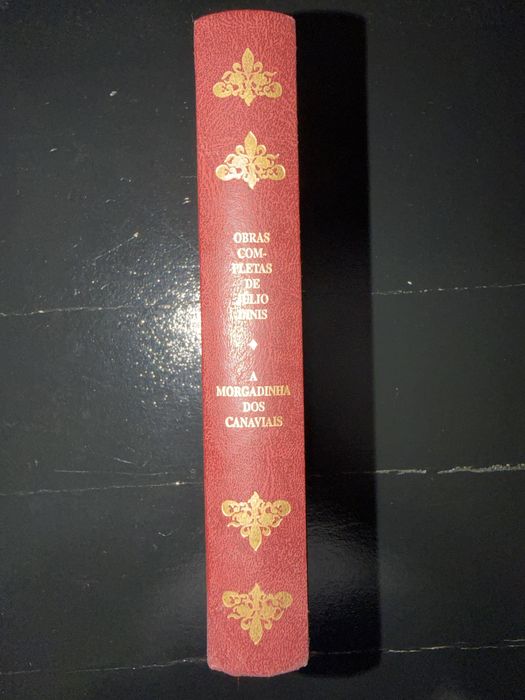 OBRAS
COM-
PLETAS
DE
JÚLIO
DINIS
A
MORGADINHA
DOS
CANAVIAIS